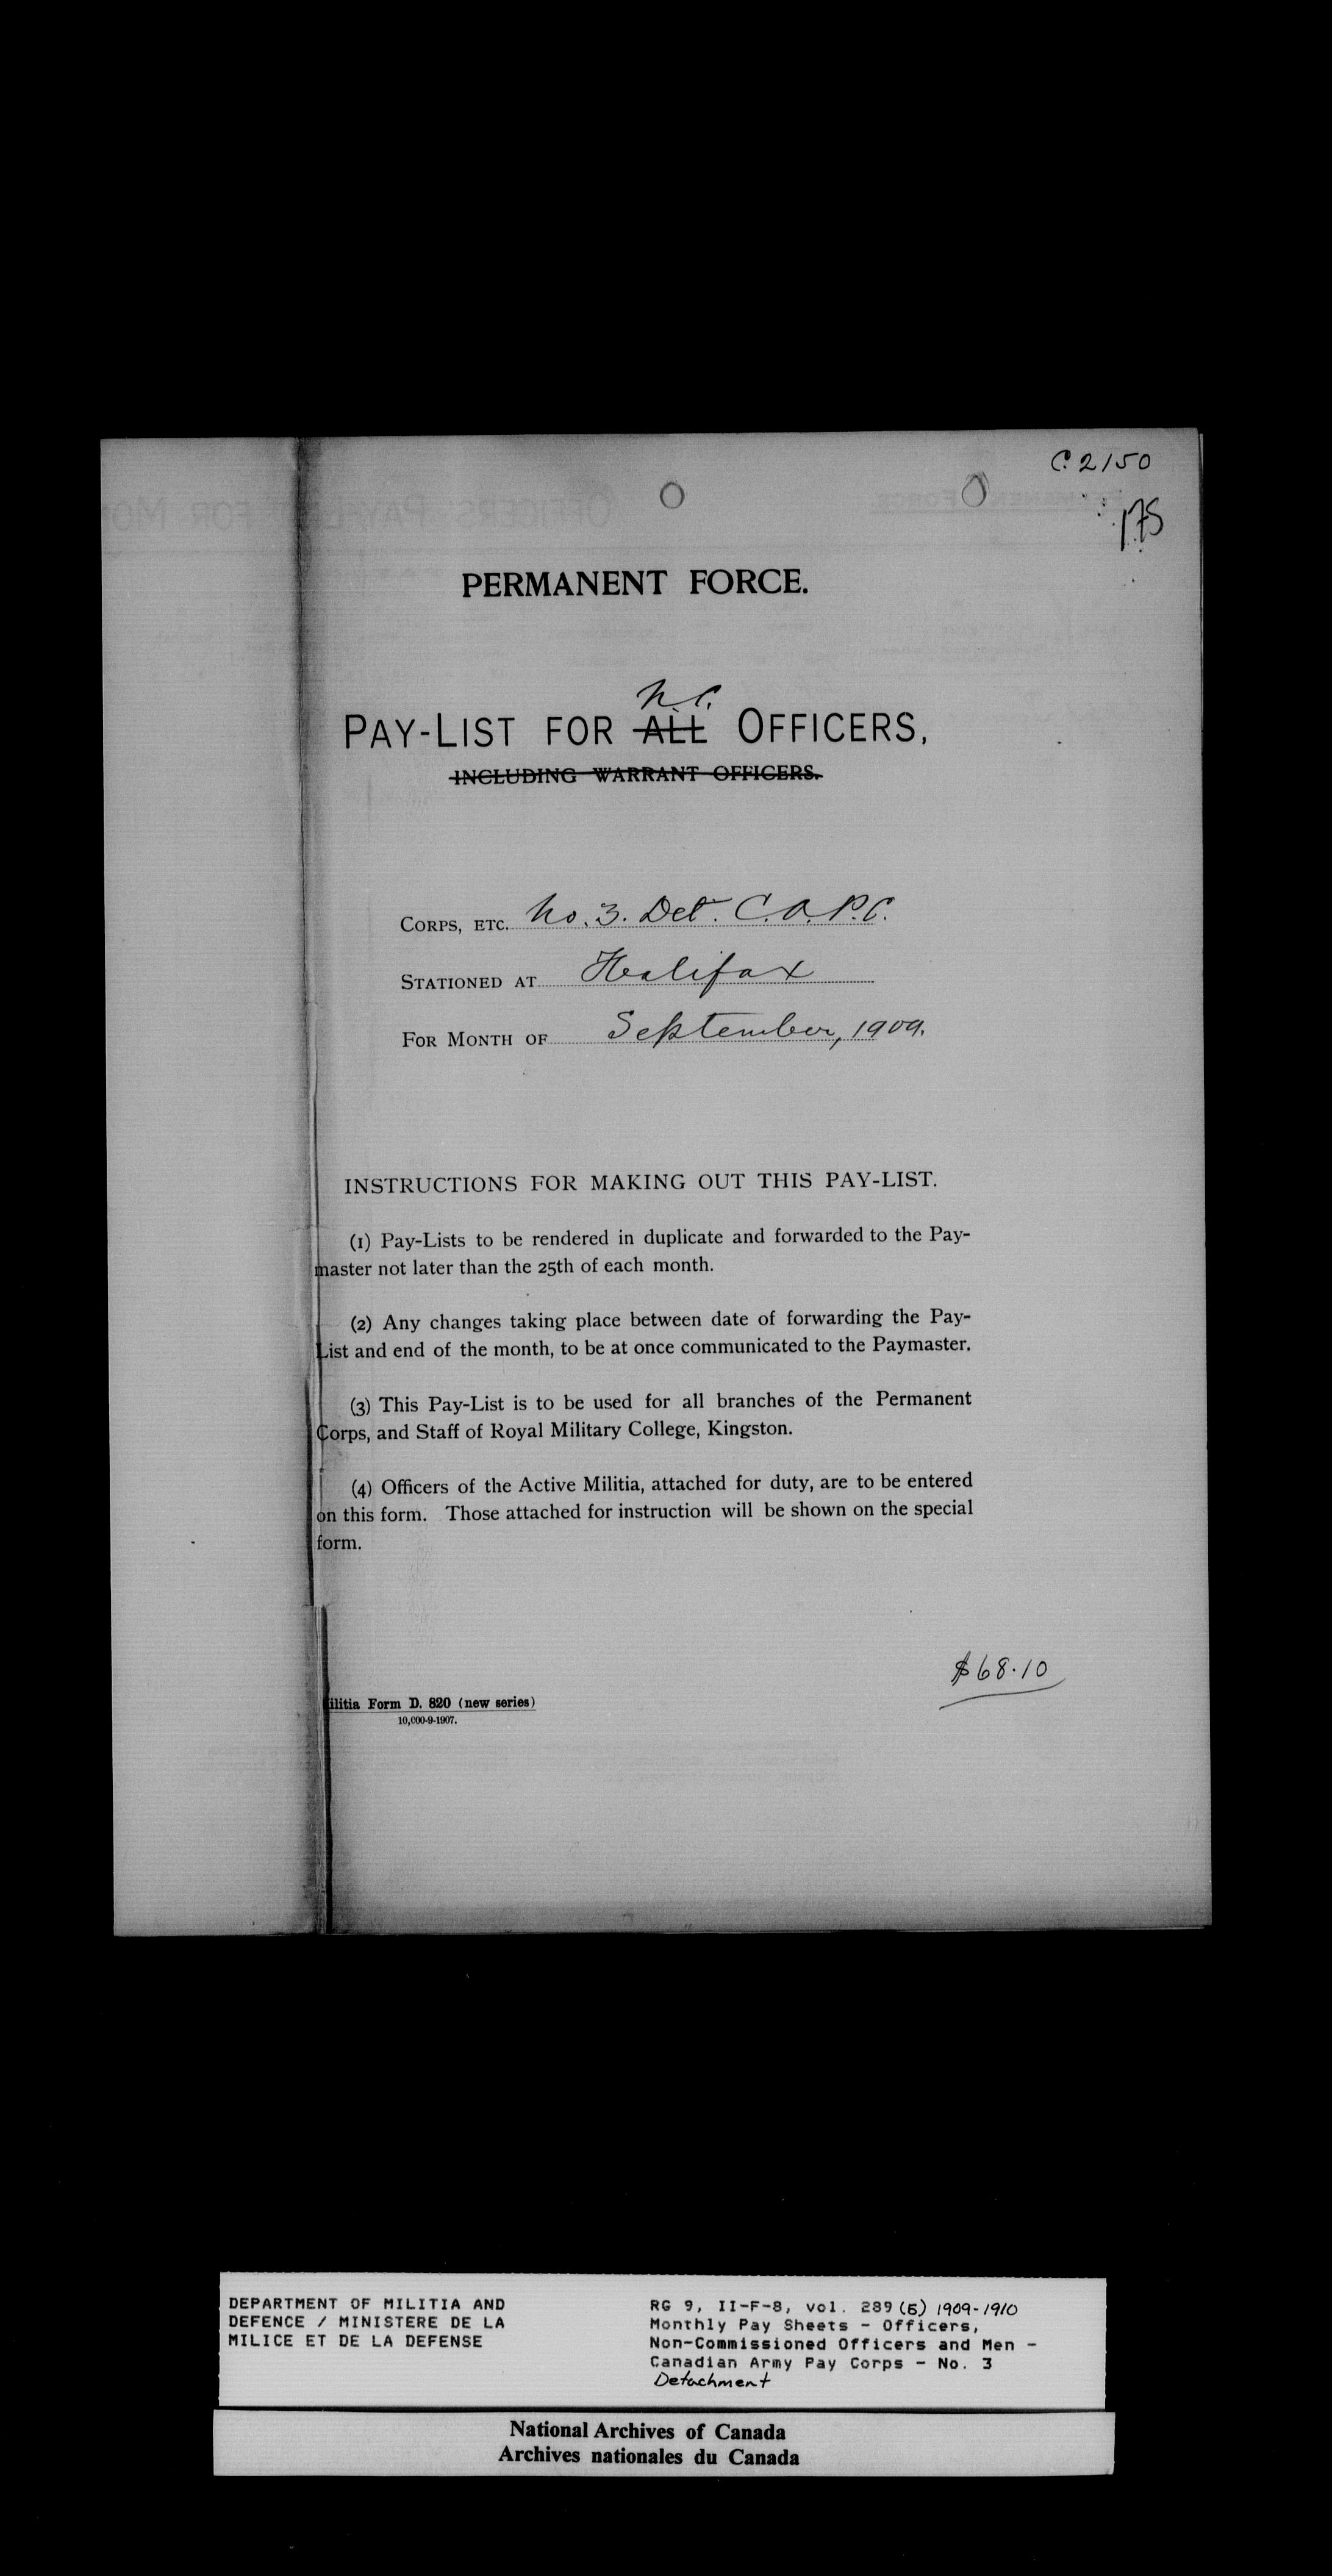 C. 2150
175
PERMANENT FORCE.
N.C.
PAY-LIST FOR ALL OFFICERS,
INCLUDING WARRANT OFFICERS.
CORPS, ETC. No. 3. Det. C.A.P.C.
STATIONED AT Halifax
FOR MONTH OF September, 1909.
INSTRUCTIONS FOR MAKING OUT THIS PAY-LIST.
(1) Pay-Lists to be rendered in duplicate and forwarded to the Pay-
master not later than the 25th of each month.
(2) Any changes taking place between date of forwarding the Pay-
List and end of the month, to be at once communicated to the Paymaster.
(3) This Pay-List is to be used for all branches of the Permanent
Corps, and Staff of Royal Military College, Kingston.
(4) Officers of the Active Militia, attached for duty, are to be entered
on this form. Those attached for instruction will be shown on the special
form.
$68.10
ilitia Form D. 820 (new series)
10,000-9-1907.
DEPARTMENT OF MILITIA AND
DEFENCE / MINISTERE DE LA
MILICE ET DE LA DEFENSE
RG 9, II-F-8, vol. 289 (5) 1909-1910
Monthly Pay Sheets - Officers,
Non-Commissioned Officers and Men -
Canadian Army Pay Corps - No. 3
Detachment
National Archives of Canada
Archives nationales du Canada